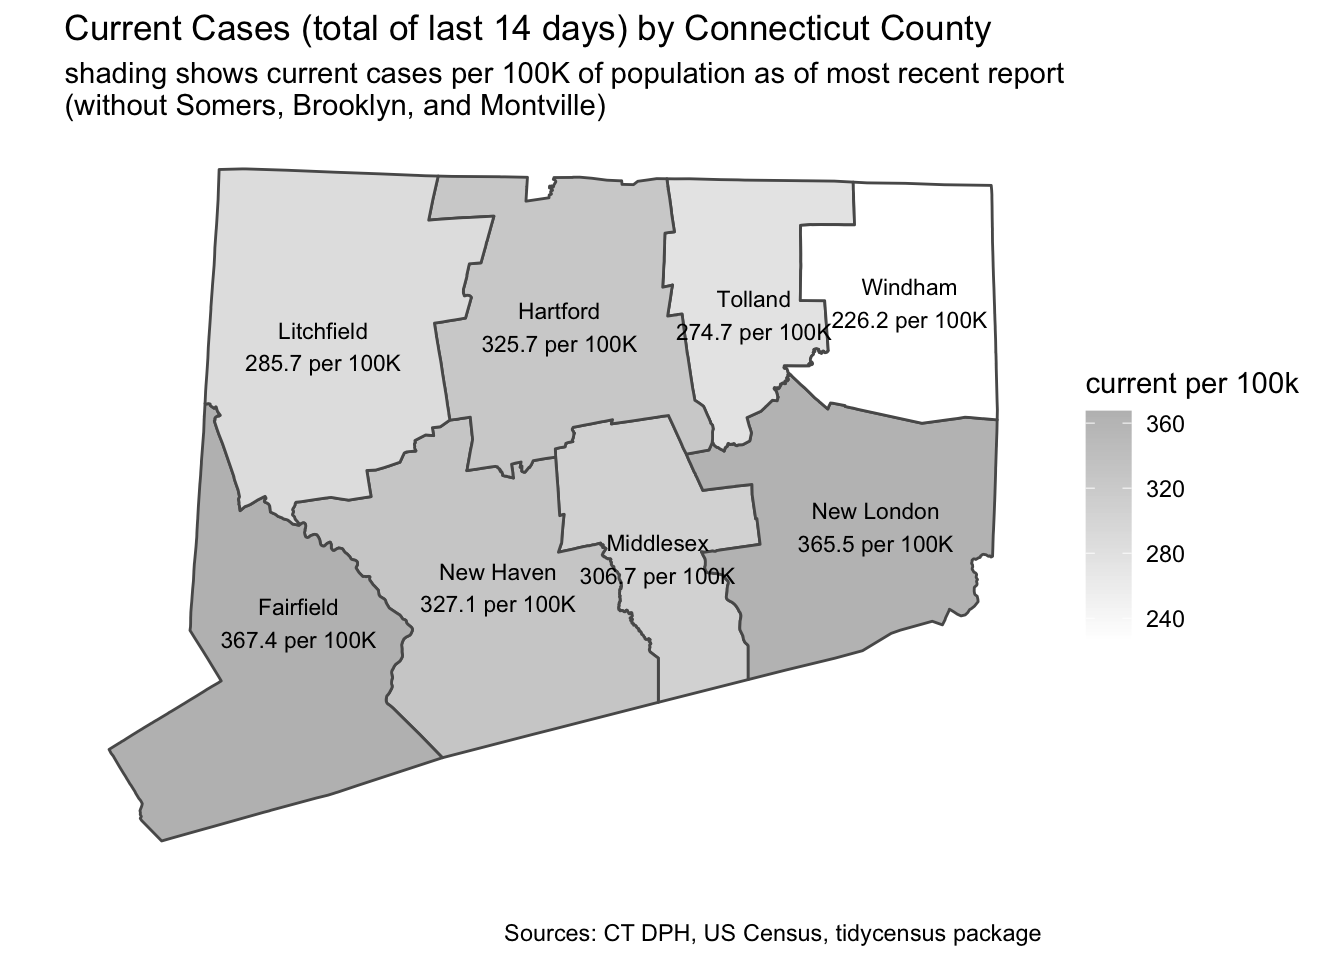 Current Cases (total of last 14 days) by Connecticut County
shading shows current cases per 100K of population as of most recent report
(without Somers, Brooklyn, and Montville)
Litchfield
285.7 per 100K
Hartford
325.7 per 100K
Tolland
274.7 per 100K
Windham
226.2 per 100K
Fairfield
367.4 per 100K
New Haven
327.1 per 100K
Middlesex
306.7 per 100K
New London
365.5 per 100K
current per 100k
360
320
280
240
Sources: CT DPH, US Census, tidycensus package